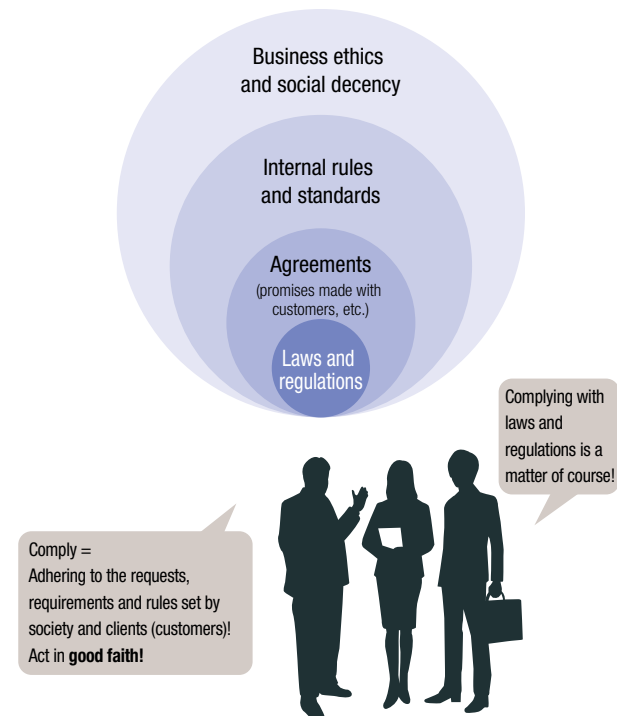 Business ethics
and social decency
Internal rules
and standards
Agreements
(promises made with
customers, etc.)
Laws and
regulations
Complying with
laws and
regulations is a
matter of course!
Comply =
Adhering to the requests,
requirements and rules set by
society and clients (customers)!
Act in good faith!